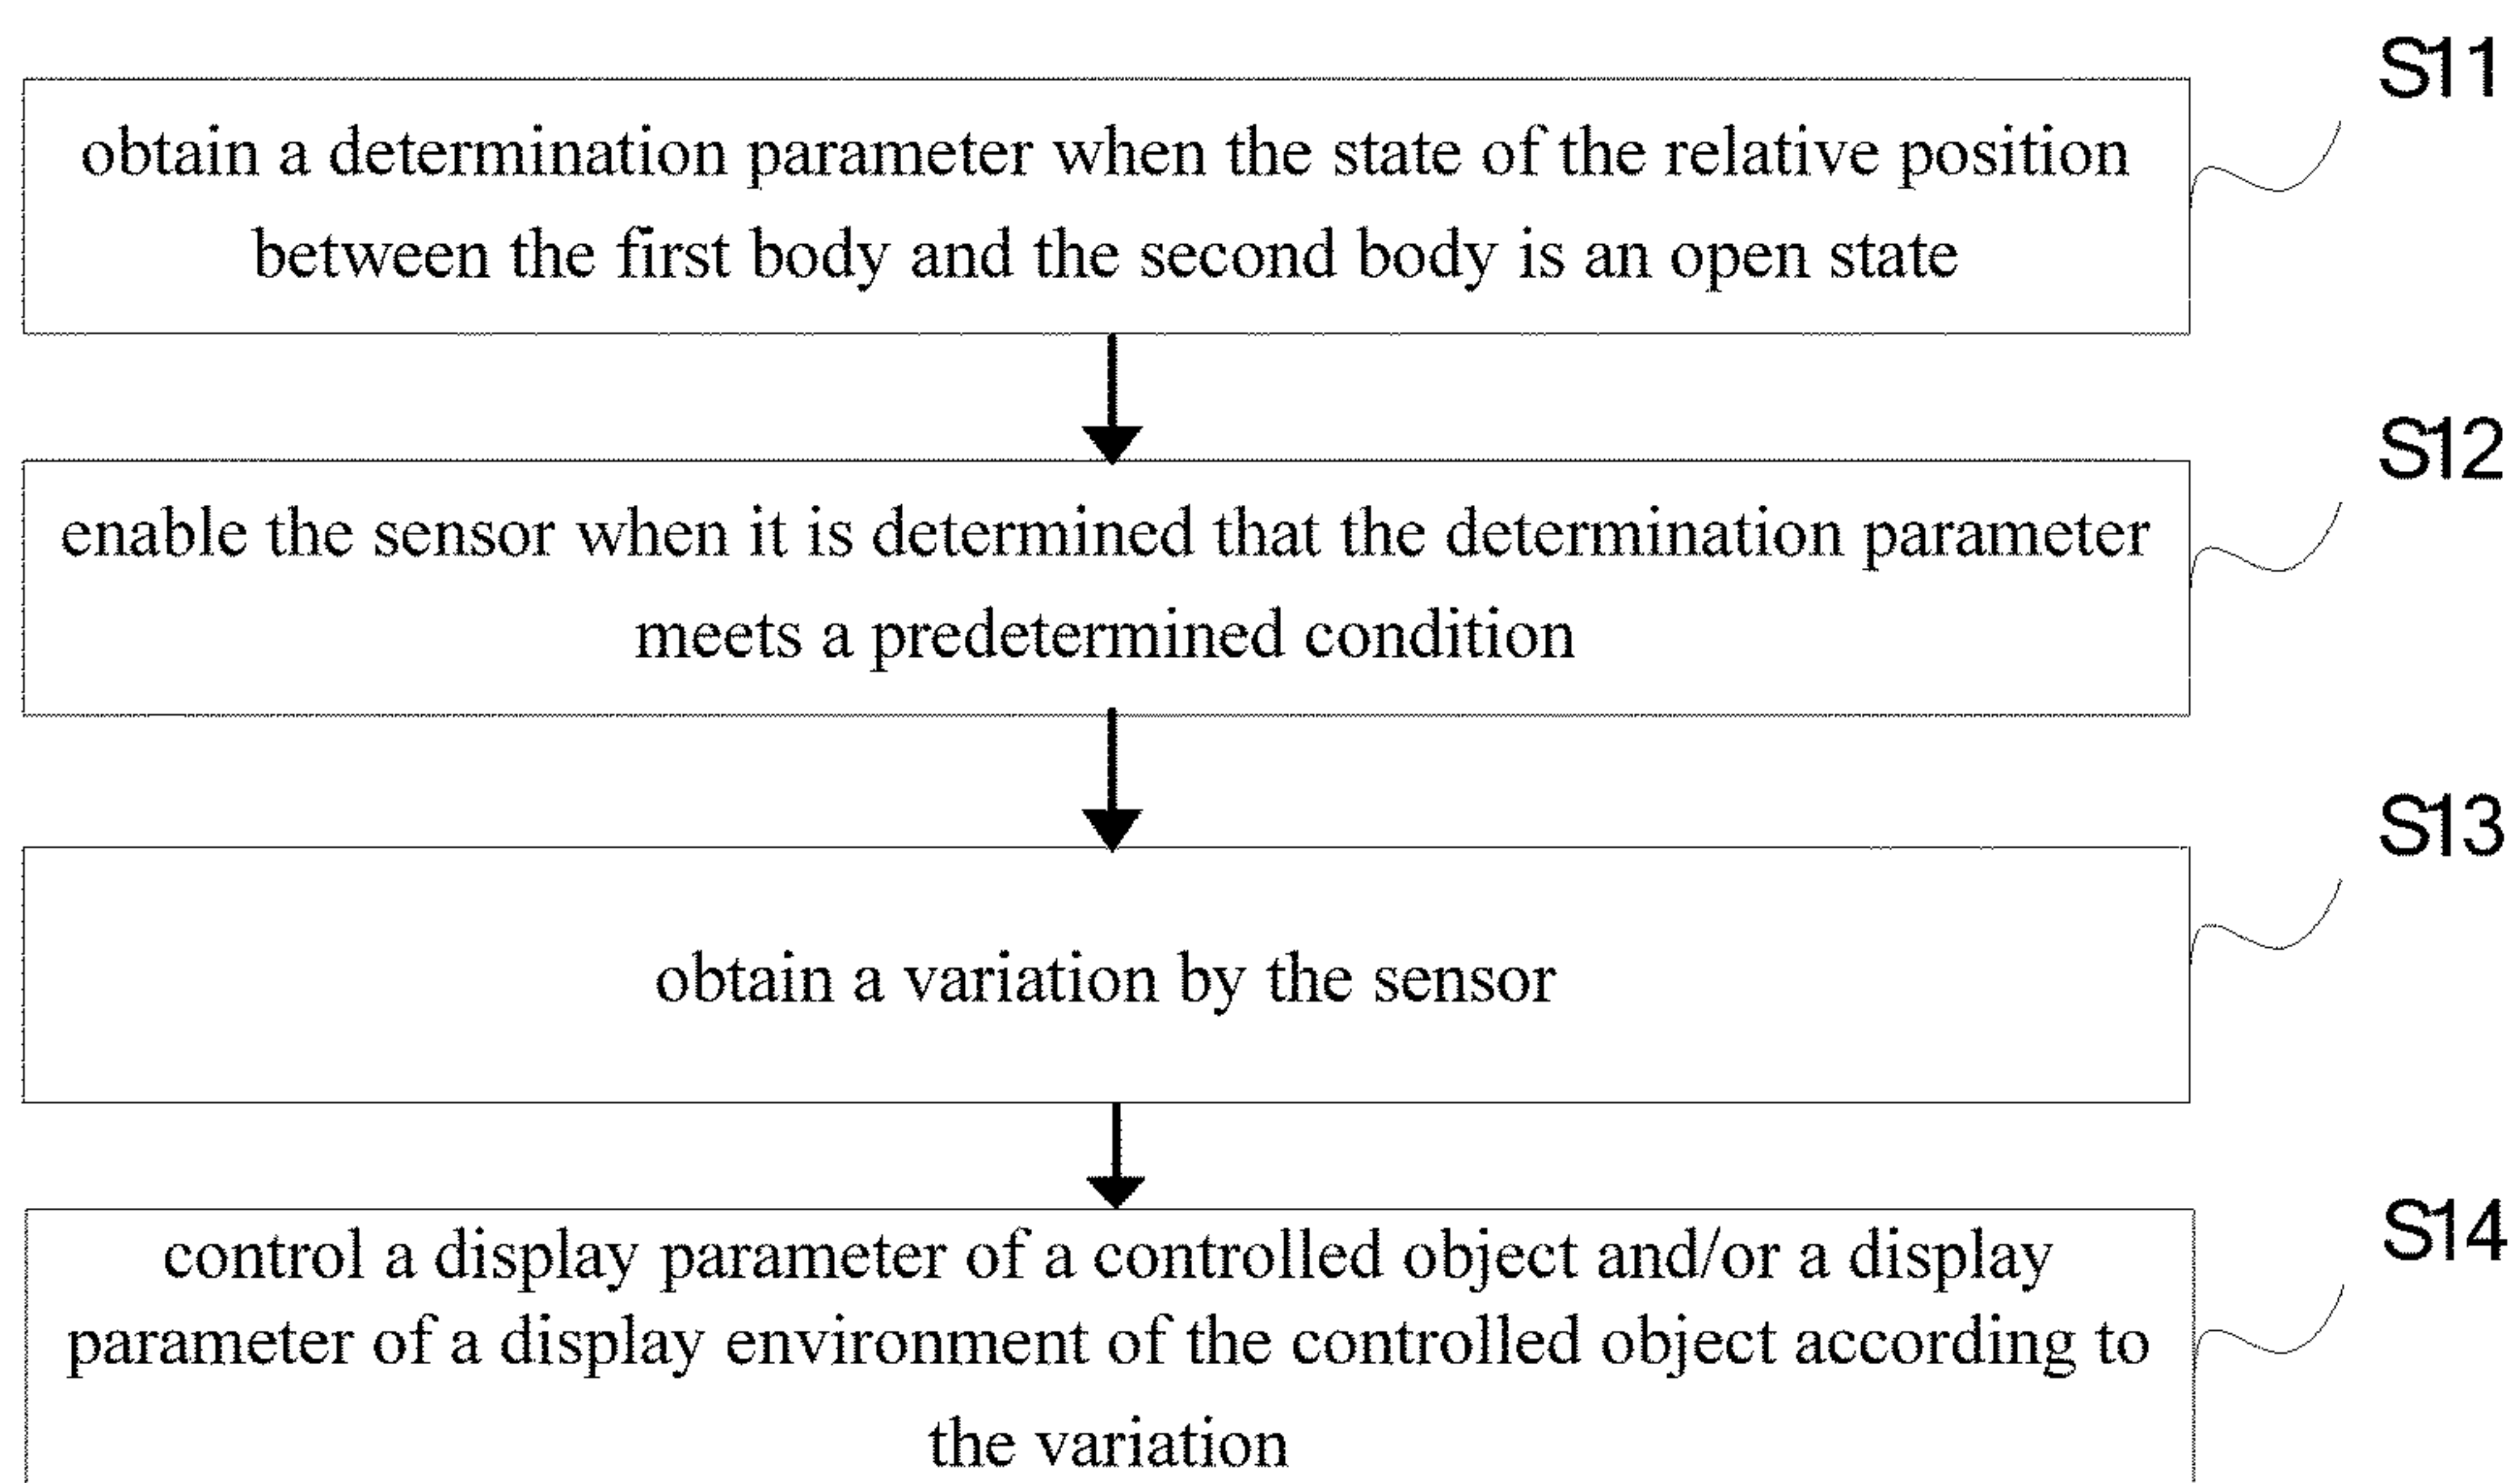 S11
obtain a determination parameter when the state of the relative position
between the first body and the second body is an open state
S12
enable the sensor when it is determined that the determination parameter
meets a predetermined condition
S13
obtain a variation by the sensor
S14
control a display parameter of a controlled object and/or a display
parameter of a display environment of the controlled object according to
the variation